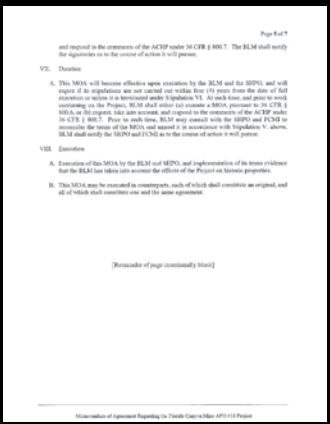 Page 6 of 7
and respond to the comments of the ACHP under 36 CFR § 800.7. The BLM shall notify
the signatories as to the course of action it will pursue.
VII. Duration
A. This MOA will become effective upon execution by the BLM and the SHPO, and will
expire if its stipulations are not carried out within four (4) years from the date of full
execution or unless it is terminated under Stipulation VI. At such time, and prior to work
continuing on the Project, BLM shall either (a) execute a MOA pursuant to 36 CFR §
800.6, or (b) request, take into account, and respond to the comments of the ACHP under
36 CFR § 800.7. Prior to such time, BLM may consult with the SHPO and FCMI to
reconsider the terms of the MOA and amend it in accordance with Stipulation V. above.
BLM shall notify the SHPO and FCMI as to the course of action it will pursue.
VIII. Execution
A. Execution of this MOA by the BLM and SHPO, and implementation of its terms evidence
that the BLM has taken into account the effects of the Project on historic properties.
B. This MOA may be executed in counterparts, each of which shall constitute an original, and
all of which shall constitute one and the same agreement.
[Remainder of page intentionally blank]
Memorandum of Agreement Regarding the Florida Canyon Mine APO #19 Project